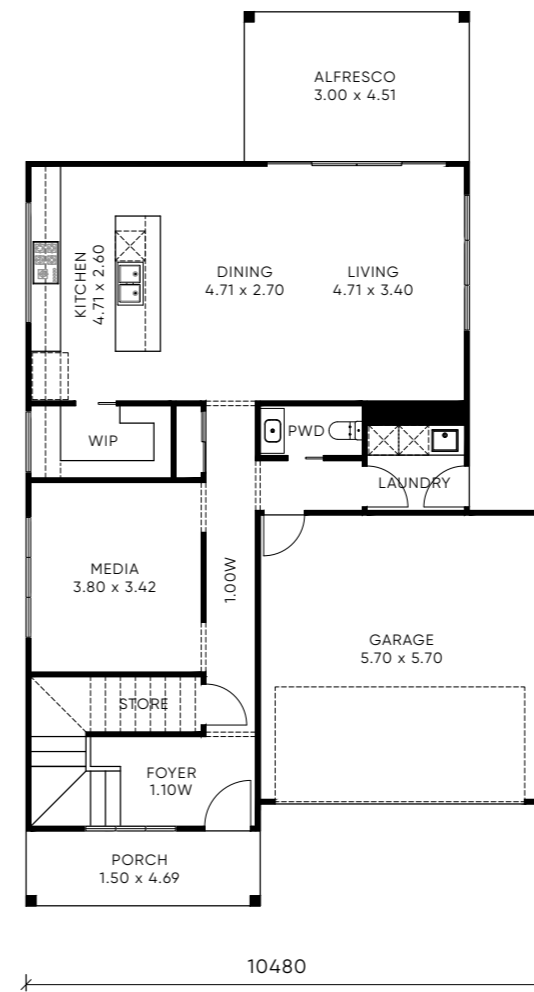 ALFRESCO
3.00 x 4.51
KITCHEN
4.71 x 2.60
DINING
4.71 x 2.70
LIVING
4.71 x 3.40
WIP
PWD
LAUNDRY
MEDIA
3.80 x 3.42
1.00W
GARAGE
5.70 x 5.70
STORE
FOYER
1.10W
PORCH
1.50 x 4.69
10480